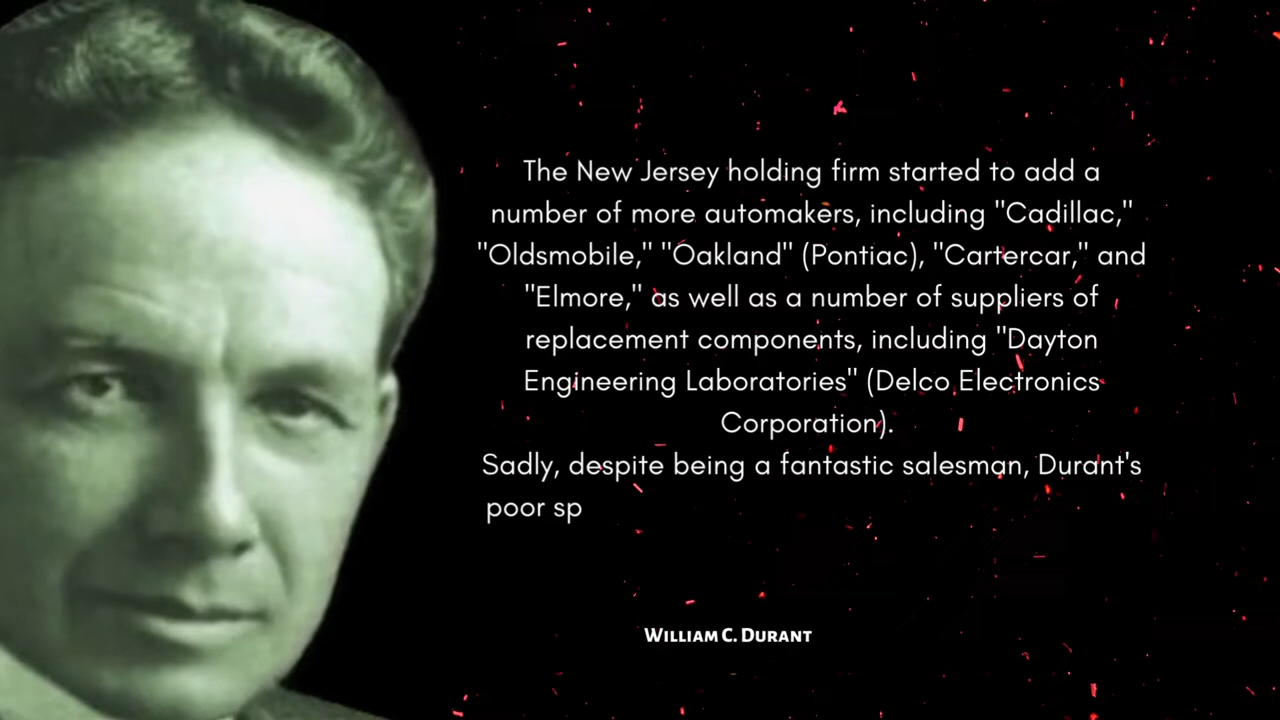 The New Jersey holding firm started to add a
number of more automakers, including "Cadillac,"
"Oldsmobile," "Oakland" (Pontiac), "Cartercar," and
"Elmore," as well as a number of suppliers of
replacement components, including "Dayton
Engineering Laboratories" (Delco Electronics
Corporation).
Sadly, despite being a fantastic salesman, Durant's
poor sp
William C. Durant